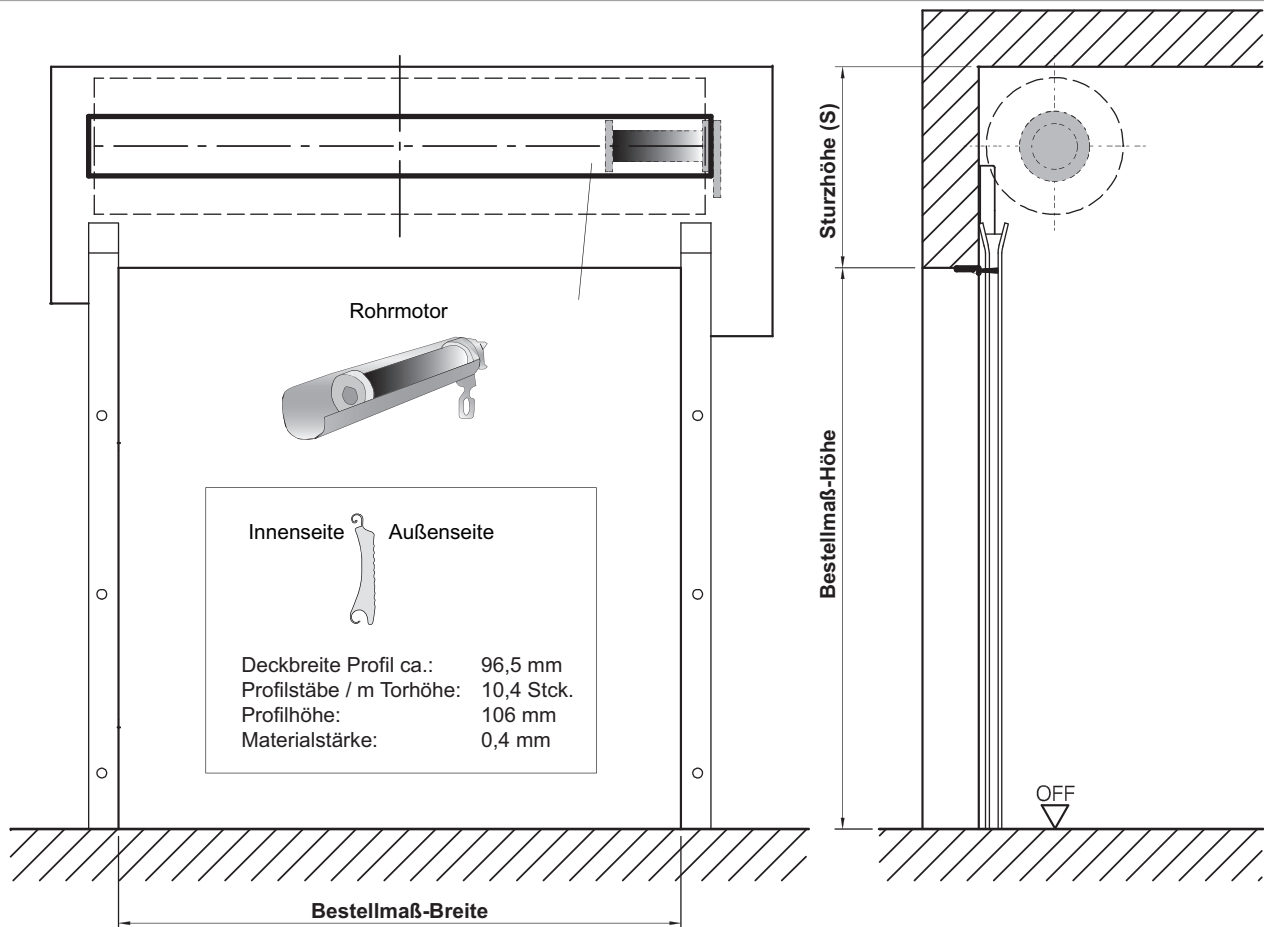 Sturzhöhe (S)
Rohrmotor
Bestellmaß-Höhe
Innenseite Außenseite
Deckbreite Profil ca.: 96,5 mm
Profilstäbe / m Torhöhe: 10,4 Stck.
Profilhöhe: 106 mm
Materialstärke: 0,4 mm
OFF
Bestellmaß-Breite